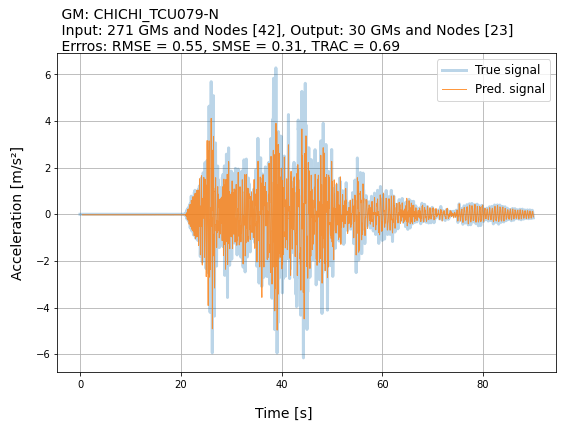 GM: CHICHI_TCU079-N
Input: 271 GMs and Nodes [42], Output: 30 GMs and Nodes [23]
Errros: RMSE = 0.55, SMSE = 0.31, TRAC = 0.69
True signal
Pred. signal
Acceleration [m/s²]
6
4
2
0
−2
−4
−6
0 20 40 60 80
Time [s]